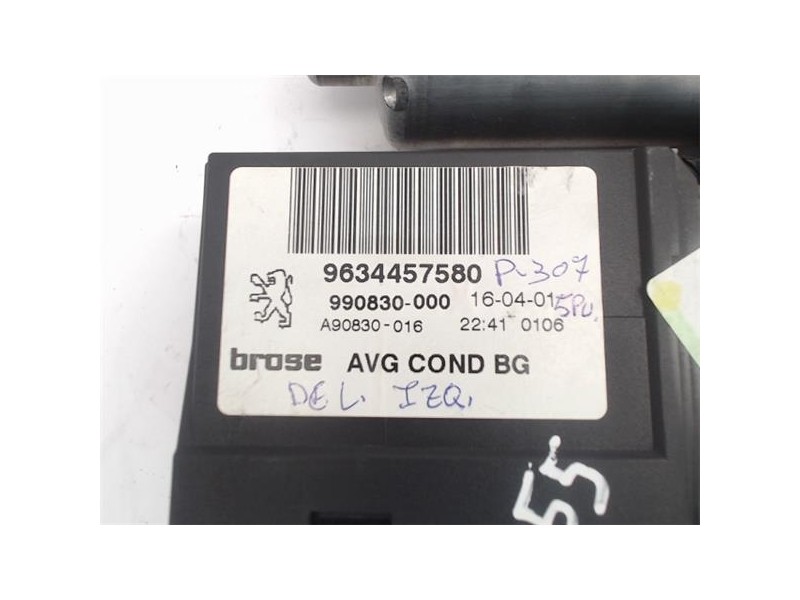 9634457580 P-307
990830-000 16-04-01 5Pu.
A90830-016 22:41 0106
brose AVG COND BG
DEL. IZQ.
55